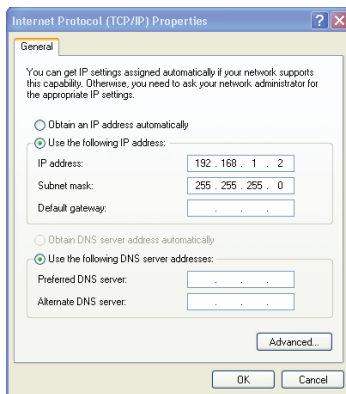 Internet Protocol (TCP/IP) Properties
General
You can get IP settings assigned automatically if your network supports
this capability. Otherwise, you need to ask your network administrator for
the appropriate IP settings.
Obtain an IP address automatically
Use the following IP address:
IP address: 192 . 168 . 1 . 2
Subnet mask: 255 . 255 . 255 . 0
Default gateway: . . .
Obtain DNS server address automatically
Use the following DNS server addresses:
Preferred DNS server: . . .
Alternate DNS server: . . .
Advanced...
OK Cancel